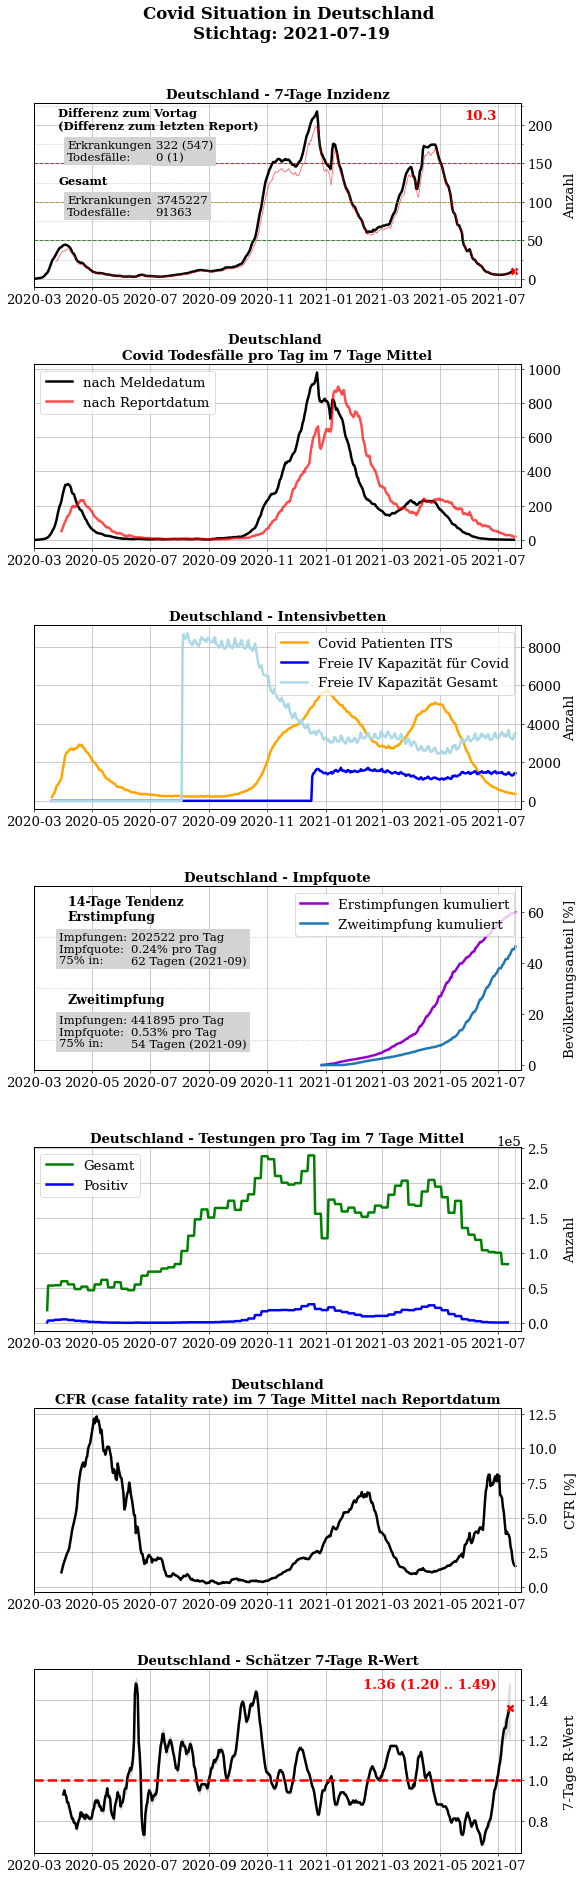 Covid Situation in Deutschland
Stichtag: 2021-07-19
Deutschland - 7-Tage Inzidenz
Differenz zum Vortag
(Differenz zum letzten Report)
Erkrankungen 322 (547)
Todesfälle: 0 (1)
Gesamt
Erkrankungen 3745227
Todesfälle: 91363
10.3
200
150
100
50
0
Anzahl
2020-03 2020-05 2020-07 2020-09 2020-11 2021-01 2021-03 2021-05 2021-07
Deutschland
Covid Todesfälle pro Tag im 7 Tage Mittel
nach Meldedatum
nach Reportdatum
1000
800
600
400
200
0
2020-03 2020-05 2020-07 2020-09 2020-11 2021-01 2021-03 2021-05 2021-07
Deutschland - Intensivbetten
Covid Patienten ITS
Freie IV Kapazität für Covid
Freie IV Kapazität Gesamt
8000
6000
4000
2000
0
Anzahl
2020-03 2020-05 2020-07 2020-09 2020-11 2021-01 2021-03 2021-05 2021-07
Deutschland - Impfquote
14-Tage Tendenz
Erstimpfung
Impfungen: 202522 pro Tag
Impfquote: 0.24% pro Tag
75% in: 62 Tagen (2021-09)
Zweitimpfung
Impfungen: 441895 pro Tag
Impfquote: 0.53% pro Tag
75% in: 54 Tagen (2021-09)
Erstimpfungen kumuliert
Zweitimpfung kumuliert
60
40
20
0
Bevölkerungsanteil [%]
2020-03 2020-05 2020-07 2020-09 2020-11 2021-01 2021-03 2021-05 2021-07
Deutschland - Testungen pro Tag im 7 Tage Mittel
1e5
Gesamt
Positiv
2.5
2.0
1.5
1.0
0.5
0.0
Anzahl
2020-03 2020-05 2020-07 2020-09 2020-11 2021-01 2021-03 2021-05 2021-07
Deutschland
CFR (case fatality rate) im 7 Tage Mittel nach Reportdatum
12.5
10.0
7.5
5.0
2.5
0.0
CFR [%]
2020-03 2020-05 2020-07 2020-09 2020-11 2021-01 2021-03 2021-05 2021-07
Deutschland - Schätzer 7-Tage R-Wert
1.36 (1.20 .. 1.49)
1.4
1.2
1.0
0.8
7-Tage R-Wert
2020-03 2020-05 2020-07 2020-09 2020-11 2021-01 2021-03 2021-05 2021-07